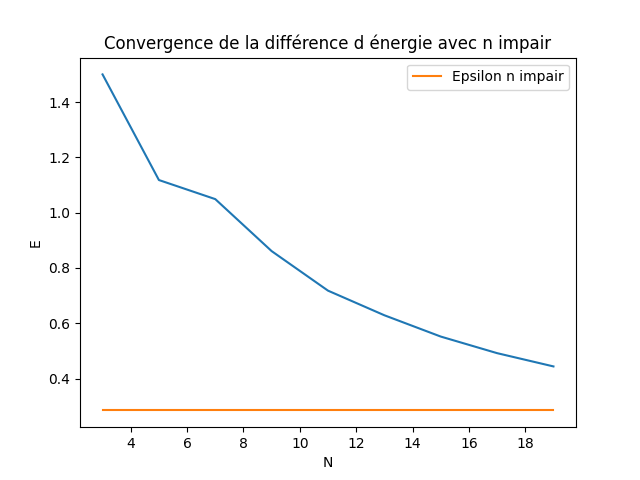 Convergence de la différence d énergie avec n impair
Epsilon n impair
1.4
1.2
1.0
0.8
0.6
0.4
E
4 6 8 10 12 14 16 18
N